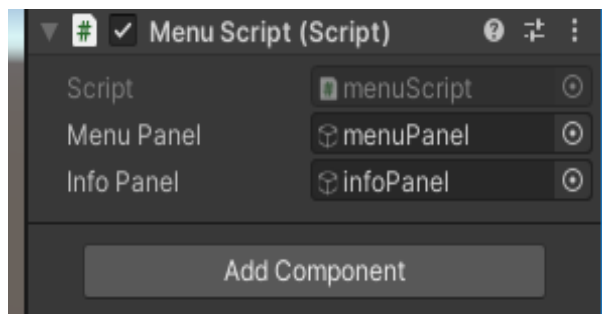 # Menu Script (Script)
Script # menuScript
Menu Panel menuPanel
Info Panel infoPanel
Add Component